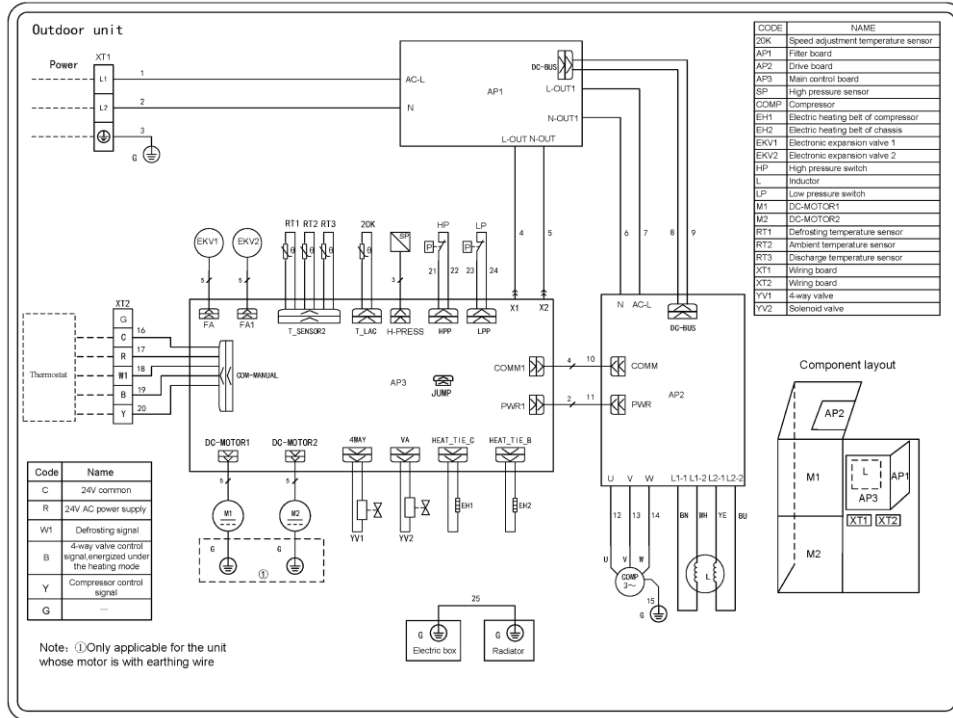 Outdoor unit
Power
XT1
L1
1
L2
2
3
G
AC-L
N
AP1
DC-BUS
L-OUT1
N-OUT1
L-OUT N-OUT
4
5
6
7
8
9
CODE NAME
20K Speed adjustment temperature sensor
AP1 Filter board
AP2 Drive board
AP3 Main control board
SP High pressure sensor
COMP Compressor
EH1 Electric heating belt of compressor
EH2 Electric heating belt of chassis
EKV1 Electronic expansion valve 1
EKV2 Electronic expansion valve 2
HP High pressure switch
L Inductor
LP Low pressure switch
M1 DC-MOTOR1
M2 DC-MOTOR2
RT1 Defrosting temperature sensor
RT2 Ambient temperature sensor
RT3 Discharge temperature sensor
XT1 Wiring board
XT2 Wiring board
YV1 4-way valve
YV2 Solenoid valve
EKV1
EKV2
RT1 RT2 RT3
20K
SP
HP
LP
θ θ θ θ
P
P
5
5
3
21 22
23 24
FA
FA1
T_SENSOR2
T_LAC
H-PRESS
HPP
LPP
X1
X2
N AC-L
DC-BUS
XT2
G
C 16
R 17
W1 18
B 19
Y 20
Thermostat
COM-MANUAL
AP3
JUMP
COMM1
4
10
COMM
PWR1
2
11
PWR
AP2
DC-MOTOR1
DC-MOTOR2
4WAY
VA
HEAT_TIE_C
HEAT_TIE_B
5
5
M1
M2
YV1
YV2
EH1
EH2
G
G
①
U V W L1-1 L1-2 L2-1 L2-2
12 13 14
BN WH YE BU
U V W
COMP
3～
15
G
L
Code Name
C 24V common
R 24V AC power supply
W1 Defrosting signal
B 4-way valve control
signal,energized under
the heating mode
Y Compressor control
signal
G —
Note: ①Only applicable for the unit
whose motor is with earthing wire
25
G
Electric box
G
Radiator
Component layout
AP2
M1
L
AP1
AP3
XT1 XT2
M2